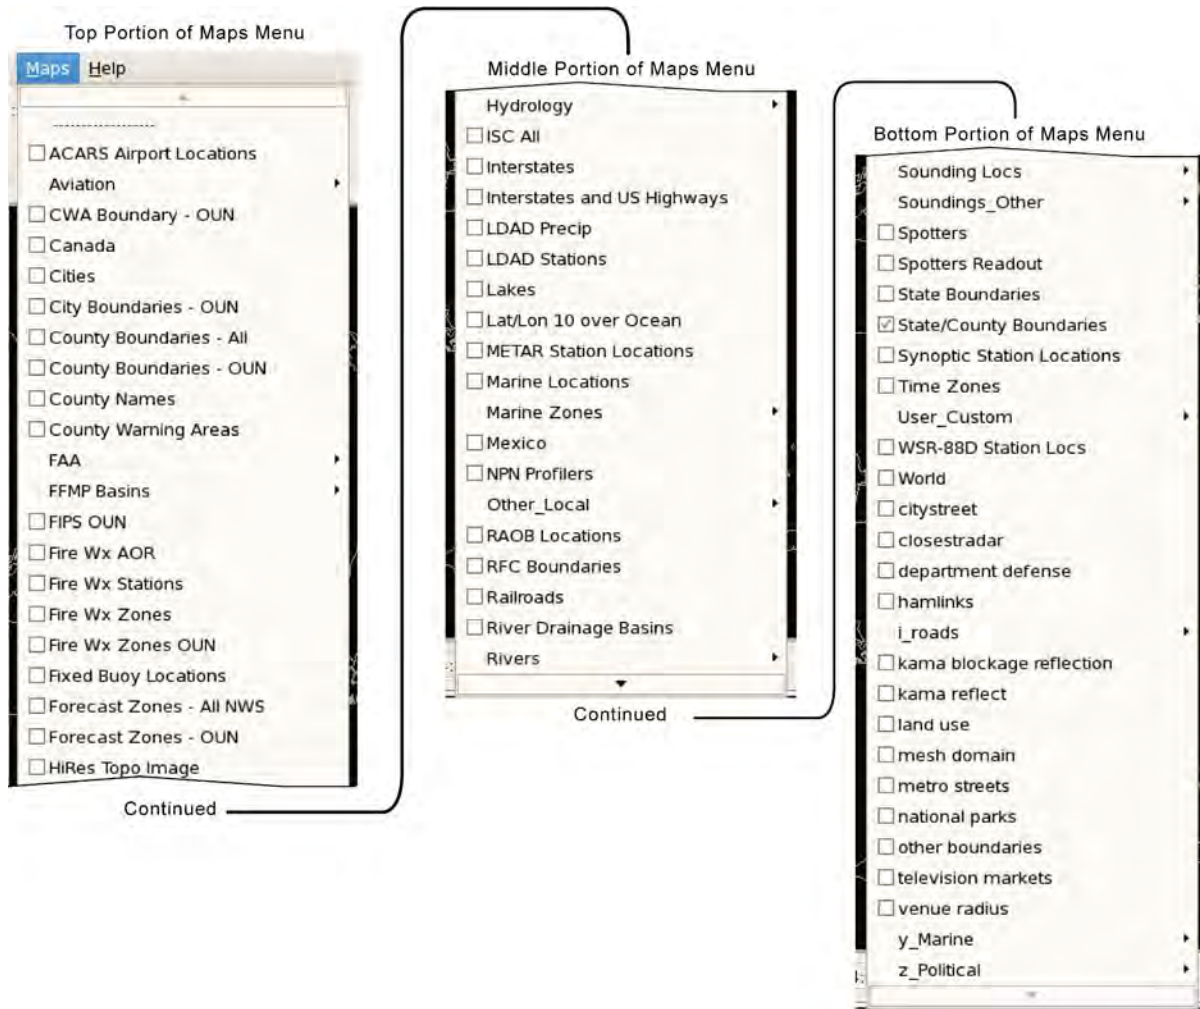 Top Portion of Maps Menu
Maps Help
ACARS Airport Locations
Aviation
CWA Boundary - OUN
Canada
Cities
City Boundaries - OUN
County Boundaries - All
County Boundaries - OUN
County Names
County Warning Areas
FAA
FFMP Basins
FIPS OUN
Fire Wx AOR
Fire Wx Stations
Fire Wx Zones
Fire Wx Zones OUN
Fixed Buoy Locations
Forecast Zones - All NWS
Forecast Zones - OUN
HiRes Topo Image
Continued
Middle Portion of Maps Menu
Hydrology
ISC All
Interstates
Interstates and US Highways
LDAD Precip
LDAD Stations
Lakes
Lat/Lon 10 over Ocean
METAR Station Locations
Marine Locations
Marine Zones
Mexico
NPN Profilers
Other_Local
RAOB Locations
RFC Boundaries
Railroads
River Drainage Basins
Rivers
Continued
Bottom Portion of Maps Menu
Sounding Locs
Soundings_Other
Spotters
Spotters Readout
State Boundaries
State/County Boundaries
Synoptic Station Locations
Time Zones
User_Custom
WSR-88D Station Locs
World
citystreet
closestradar
department defense
hamlinks
i_roads
kama blockage reflection
kama reflect
land use
mesh domain
metro streets
national parks
other boundaries
television markets
venue radius
y_Marine
z_Political